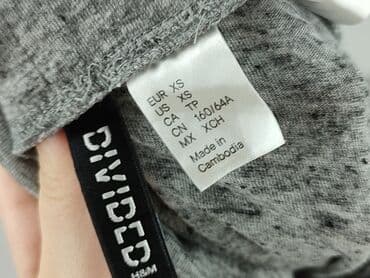 EUR XS
US XS
CA TP
CN 160/64A
MX XCH
Made in
Cambodia
DIVIDED
H&M